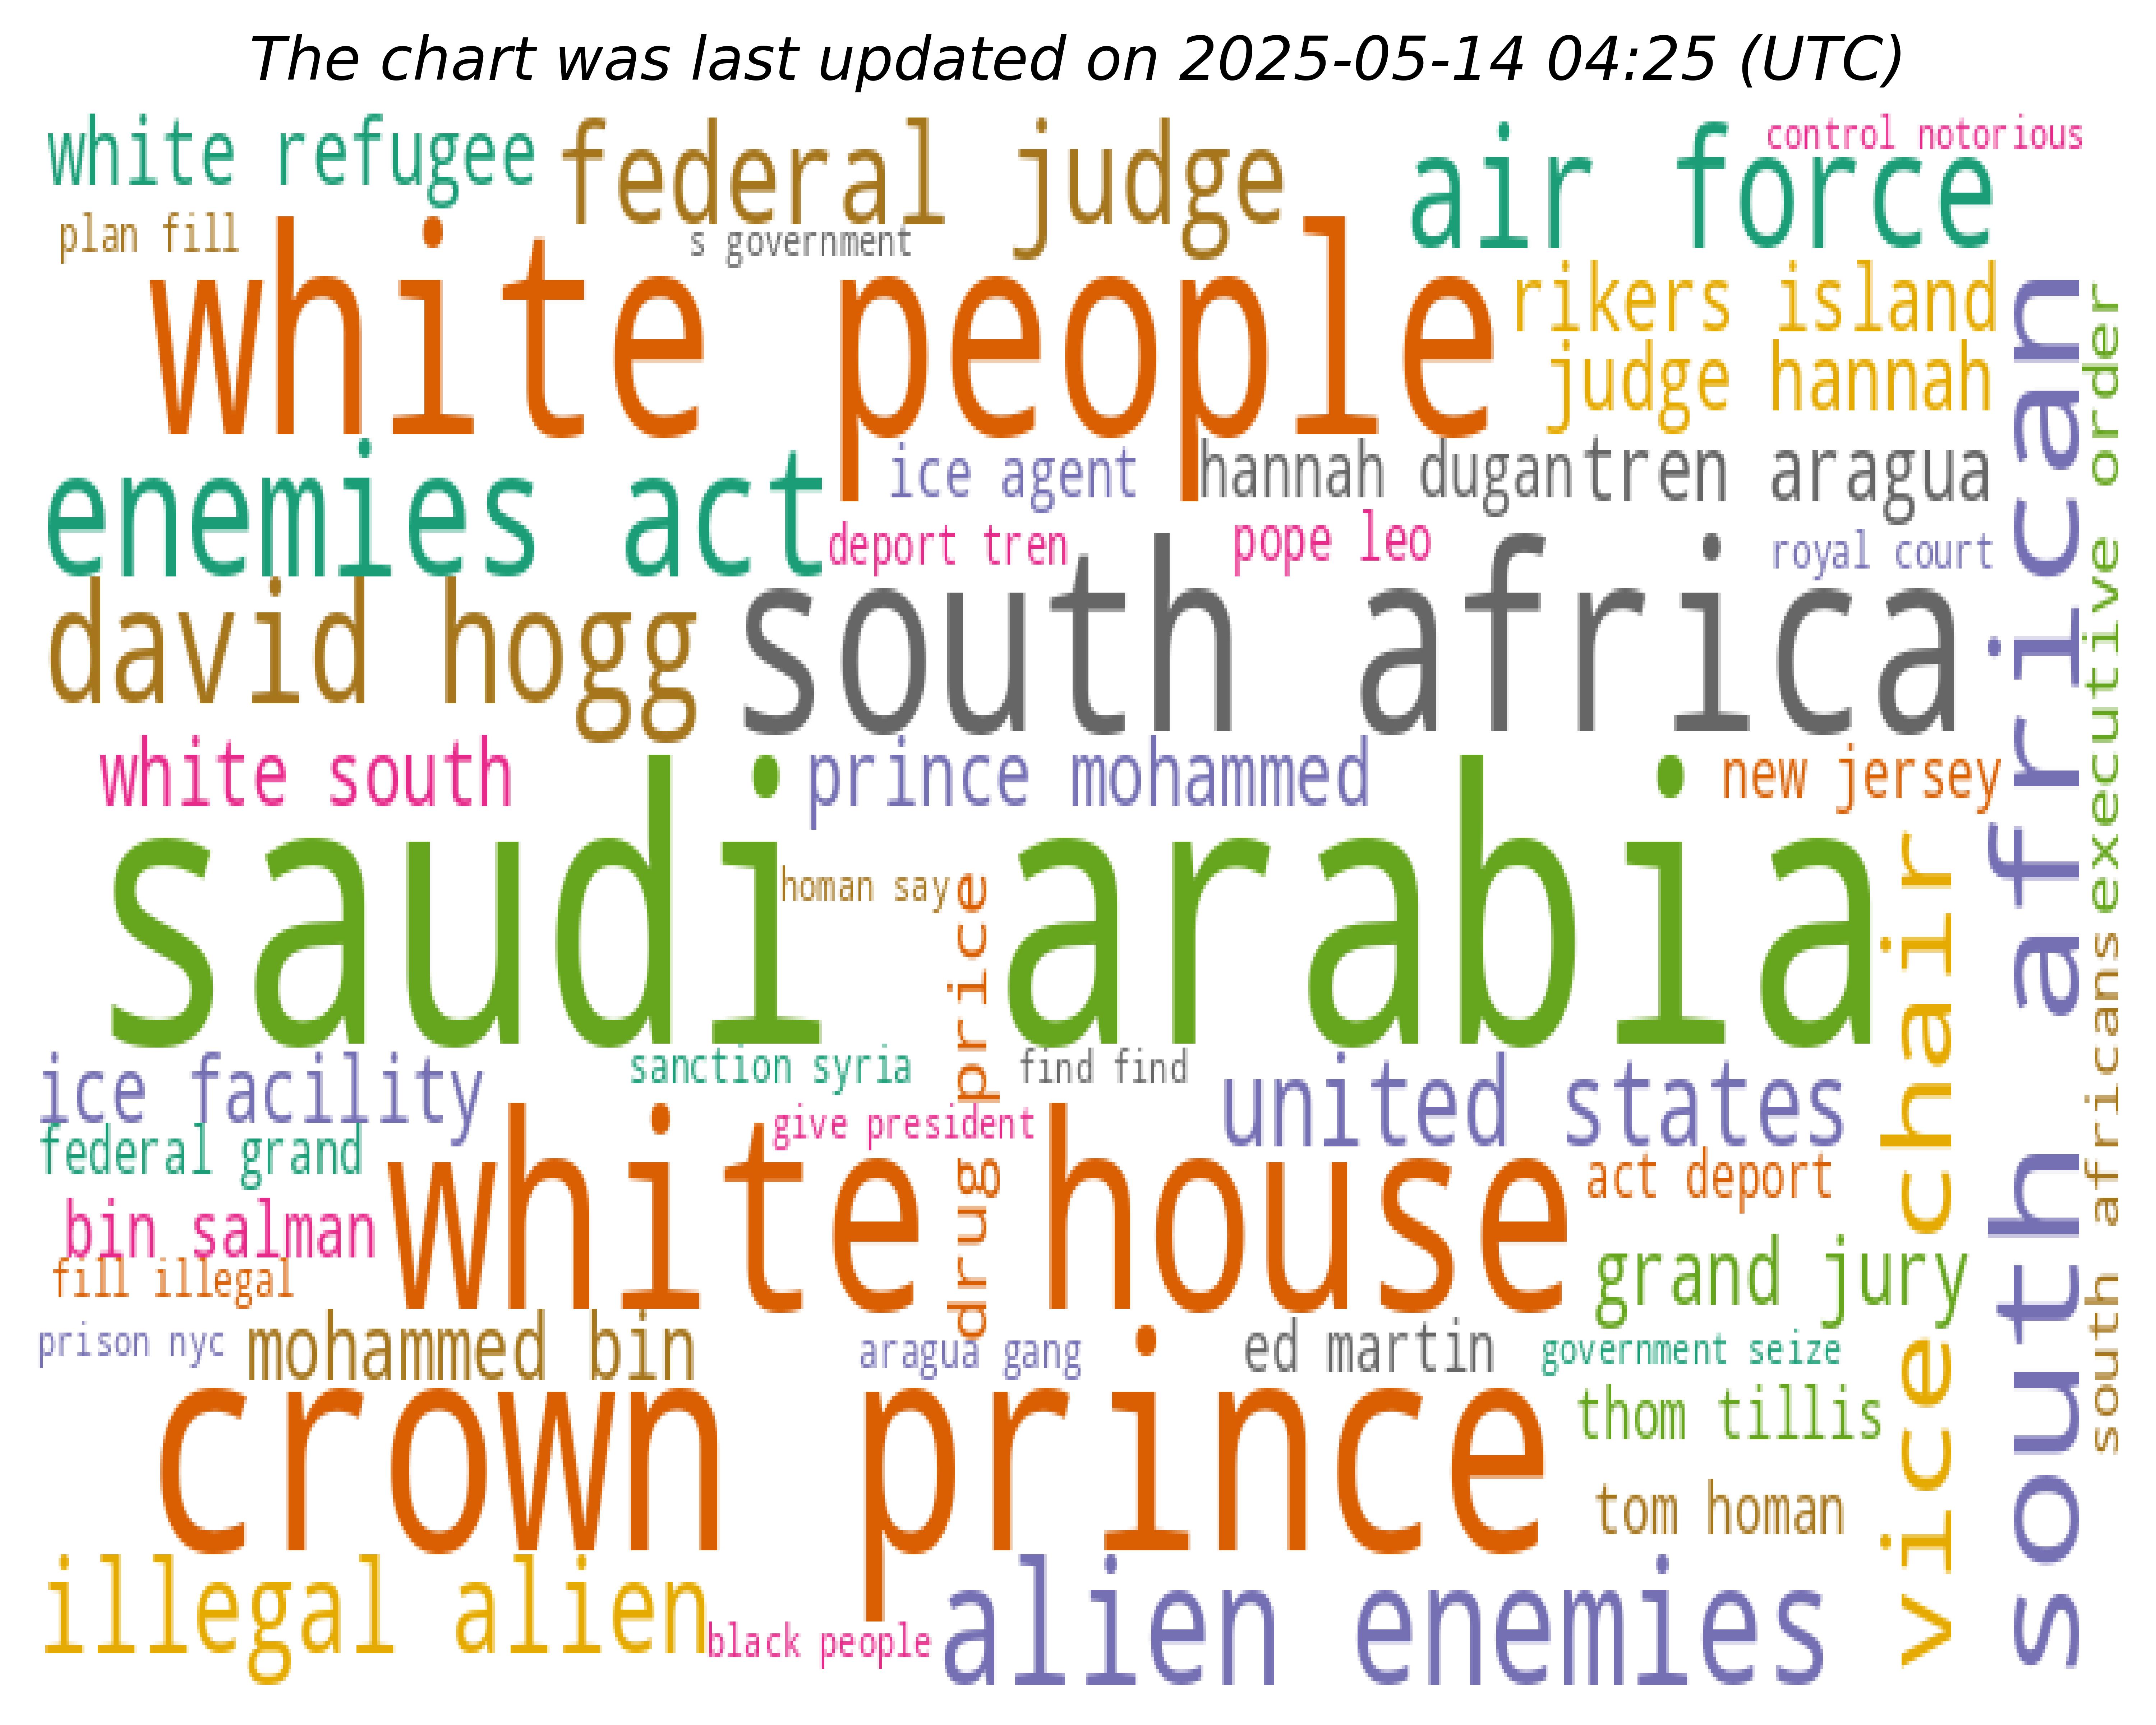 The chart was last updated on 2025-05-14 04:25 (UTC)
white refugee
federal judge
air force
control notorious
plan fill
s government
white people
rikers island
judge hannah
enemies act
ice agent
hannah dugan
tren aragua
deport tren
pope leo
royal court
david hogg
south africa
white south
prince mohammed
new jersey
saudi arabia
homan say
drug price
ice facility
sanction syria
find find
united states
federal grand
give president
white house
act deport
bin salman
fill illegal
grand jury
prison nyc
mohammed bin
aragua gang
ed martin
government seize
crown prince
thom tillis
tom homan
illegal alien
black people
alien enemies
vice chair
south african
executive order
south africans